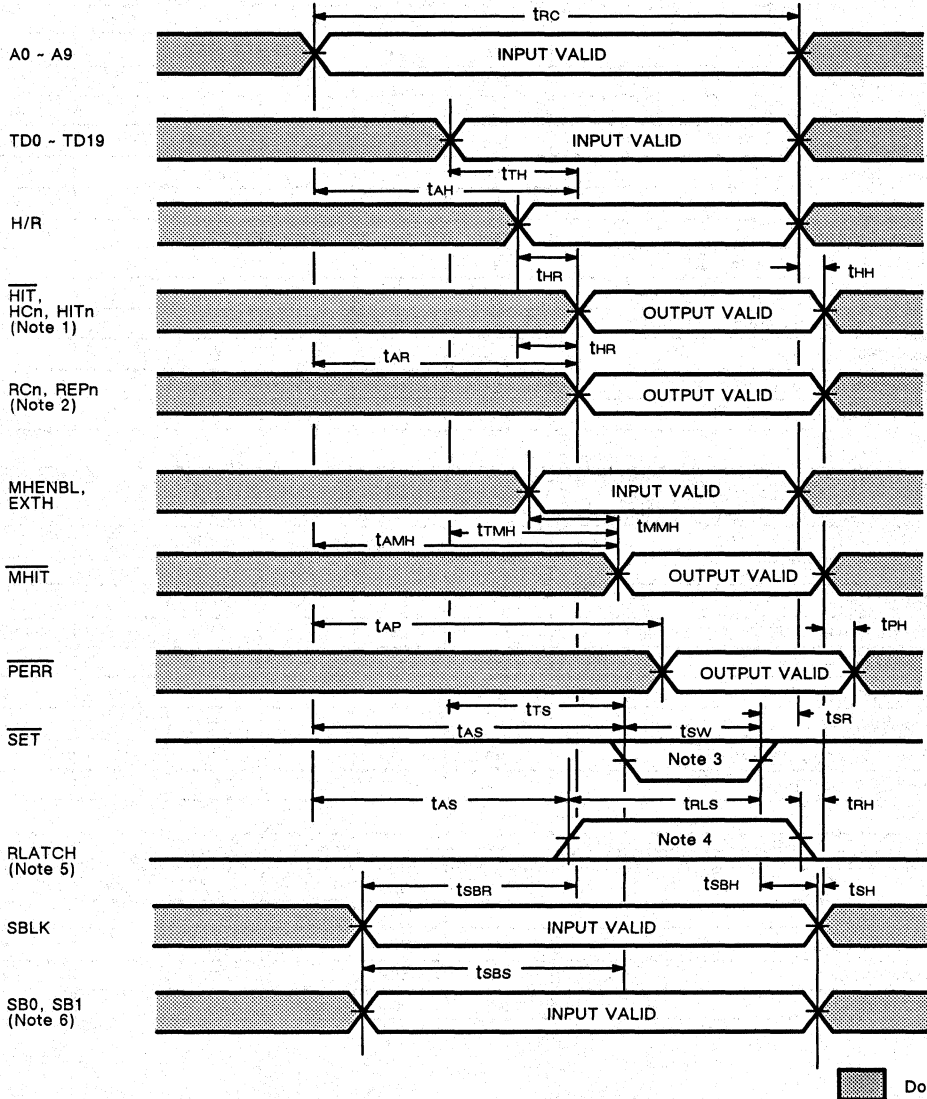 tRC
A0 ~ A9
INPUT VALID
TD0 ~ TD19
INPUT VALID
tTH
tAH
H/R
tHR
tHH
HIT,
HCn, HITn
(Note 1)
OUTPUT VALID
tHR
tAR
RCn, REPn
(Note 2)
OUTPUT VALID
MHENBL,
EXTH
INPUT VALID
tTMH
tMMH
tAMH
MHIT
OUTPUT VALID
tAP
tPH
PERR
OUTPUT VALID
tTS
tSR
tAS
tSW
SET
Note 3
tAS
tRLS
tRH
RLATCH
(Note 5)
Note 4
tSBR
tSBH
tSH
SBLK
INPUT VALID
tSBS
SB0, SB1
(Note 6)
INPUT VALID
Do